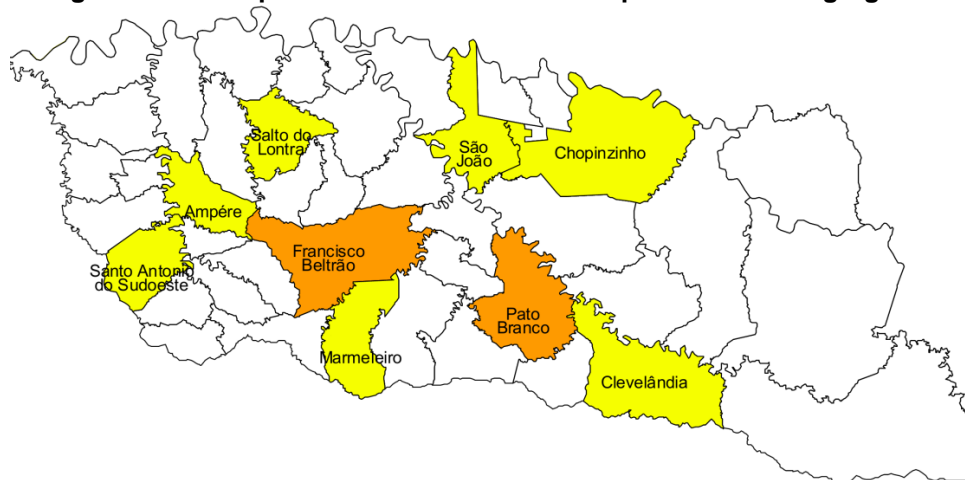 Salto do
Lontra
São
João
Chopinzinho
Ampére
Francisco
Beltrão
Santo Antonio
do Sudoeste
Pato
Branco
Marmeleiro
Clevelândia